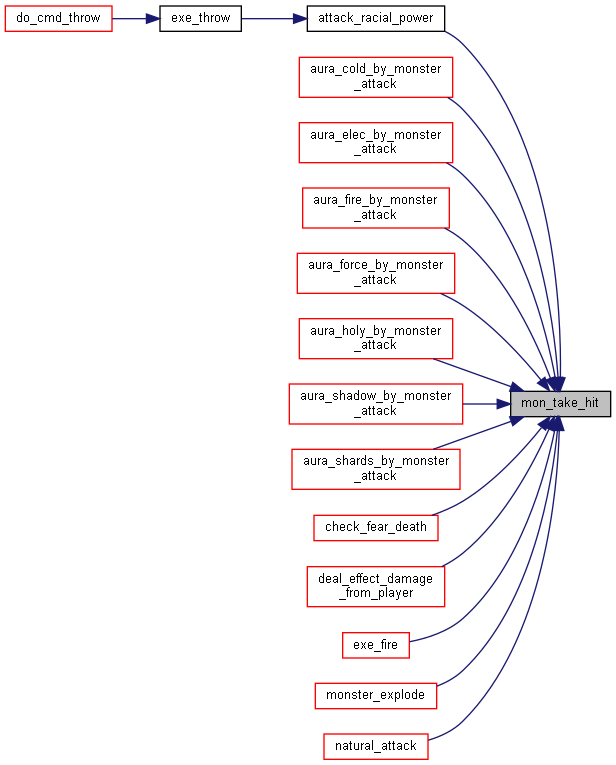 do_cmd_throw
exe_throw
attack_racial_power
aura_cold_by_monster
_attack
aura_elec_by_monster
_attack
aura_fire_by_monster
_attack
aura_force_by_monster
_attack
aura_holy_by_monster
_attack
aura_shadow_by_monster
_attack
mon_take_hit
aura_shards_by_monster
_attack
check_fear_death
deal_effect_damage
_from_player
exe_fire
monster_explode
natural_attack